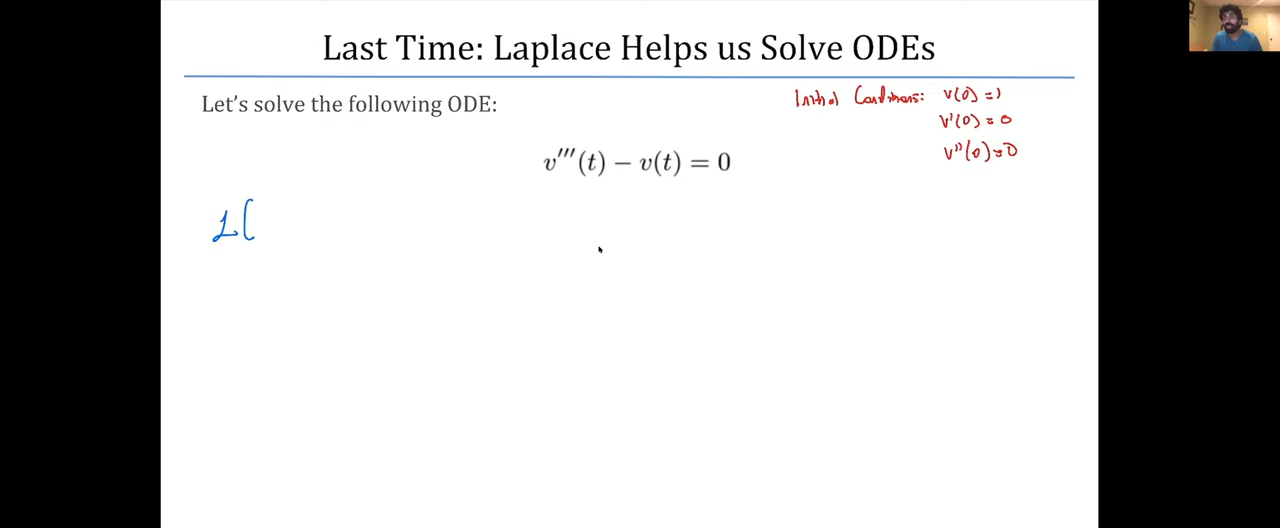 Last Time: Laplace Helps us Solve ODEs
Let's solve the following ODE:
Initial Conditions: v(0) = 1
v'(0) = 0
v''(0) = 0
v'''(t) − v(t) = 0
ℒ(